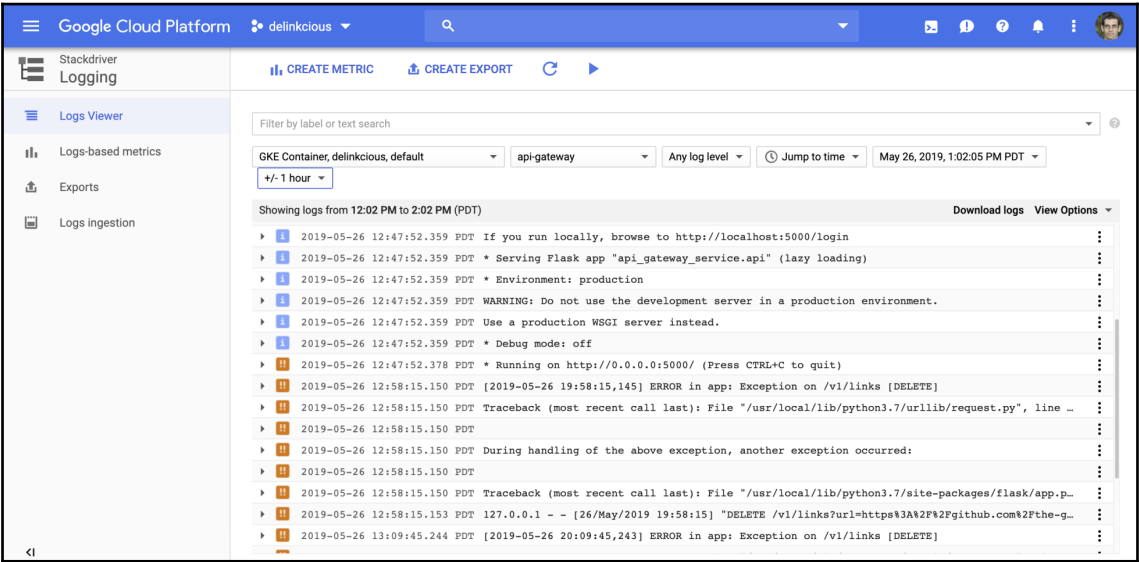 Google Cloud Platform delinkcious
Stackdriver
Logging
CREATE METRIC CREATE EXPORT
Logs Viewer
Logs-based metrics
Exports
Logs ingestion
Filter by label or text search
GKE Container, delinkcious, default api-gateway Any log level Jump to time May 26, 2019, 1:02:05 PM PDT
+/- 1 hour
Showing logs from 12:02 PM to 2:02 PM (PDT) Download logs View Options
2019-05-26 12:47:52.359 PDT If you run locally, browse to http://localhost:5000/login
2019-05-26 12:47:52.359 PDT * Serving Flask app "api_gateway_service.api" (lazy loading)
2019-05-26 12:47:52.359 PDT * Environment: production
2019-05-26 12:47:52.359 PDT WARNING: Do not use the development server in a production environment.
2019-05-26 12:47:52.359 PDT Use a production WSGI server instead.
2019-05-26 12:47:52.359 PDT * Debug mode: off
2019-05-26 12:47:52.378 PDT * Running on http://0.0.0.0:5000/ (Press CTRL+C to quit)
2019-05-26 12:58:15.150 PDT [2019-05-26 19:58:15,145] ERROR in app: Exception on /v1/links [DELETE]
2019-05-26 12:58:15.150 PDT Traceback (most recent call last): File "/usr/local/lib/python3.7/urllib/request.py", line …
2019-05-26 12:58:15.150 PDT
2019-05-26 12:58:15.150 PDT During handling of the above exception, another exception occurred:
2019-05-26 12:58:15.150 PDT
2019-05-26 12:58:15.150 PDT Traceback (most recent call last): File "/usr/local/lib/python3.7/site-packages/flask/app.p…
2019-05-26 12:58:15.153 PDT 127.0.0.1 - - [26/May/2019 19:58:15] "DELETE /v1/links?url=https%3A%2F%2Fgithub.com%2Fthe-g…
2019-05-26 13:09:45.244 PDT [2019-05-26 20:09:45,243] ERROR in app: Exception on /v1/links [DELETE]